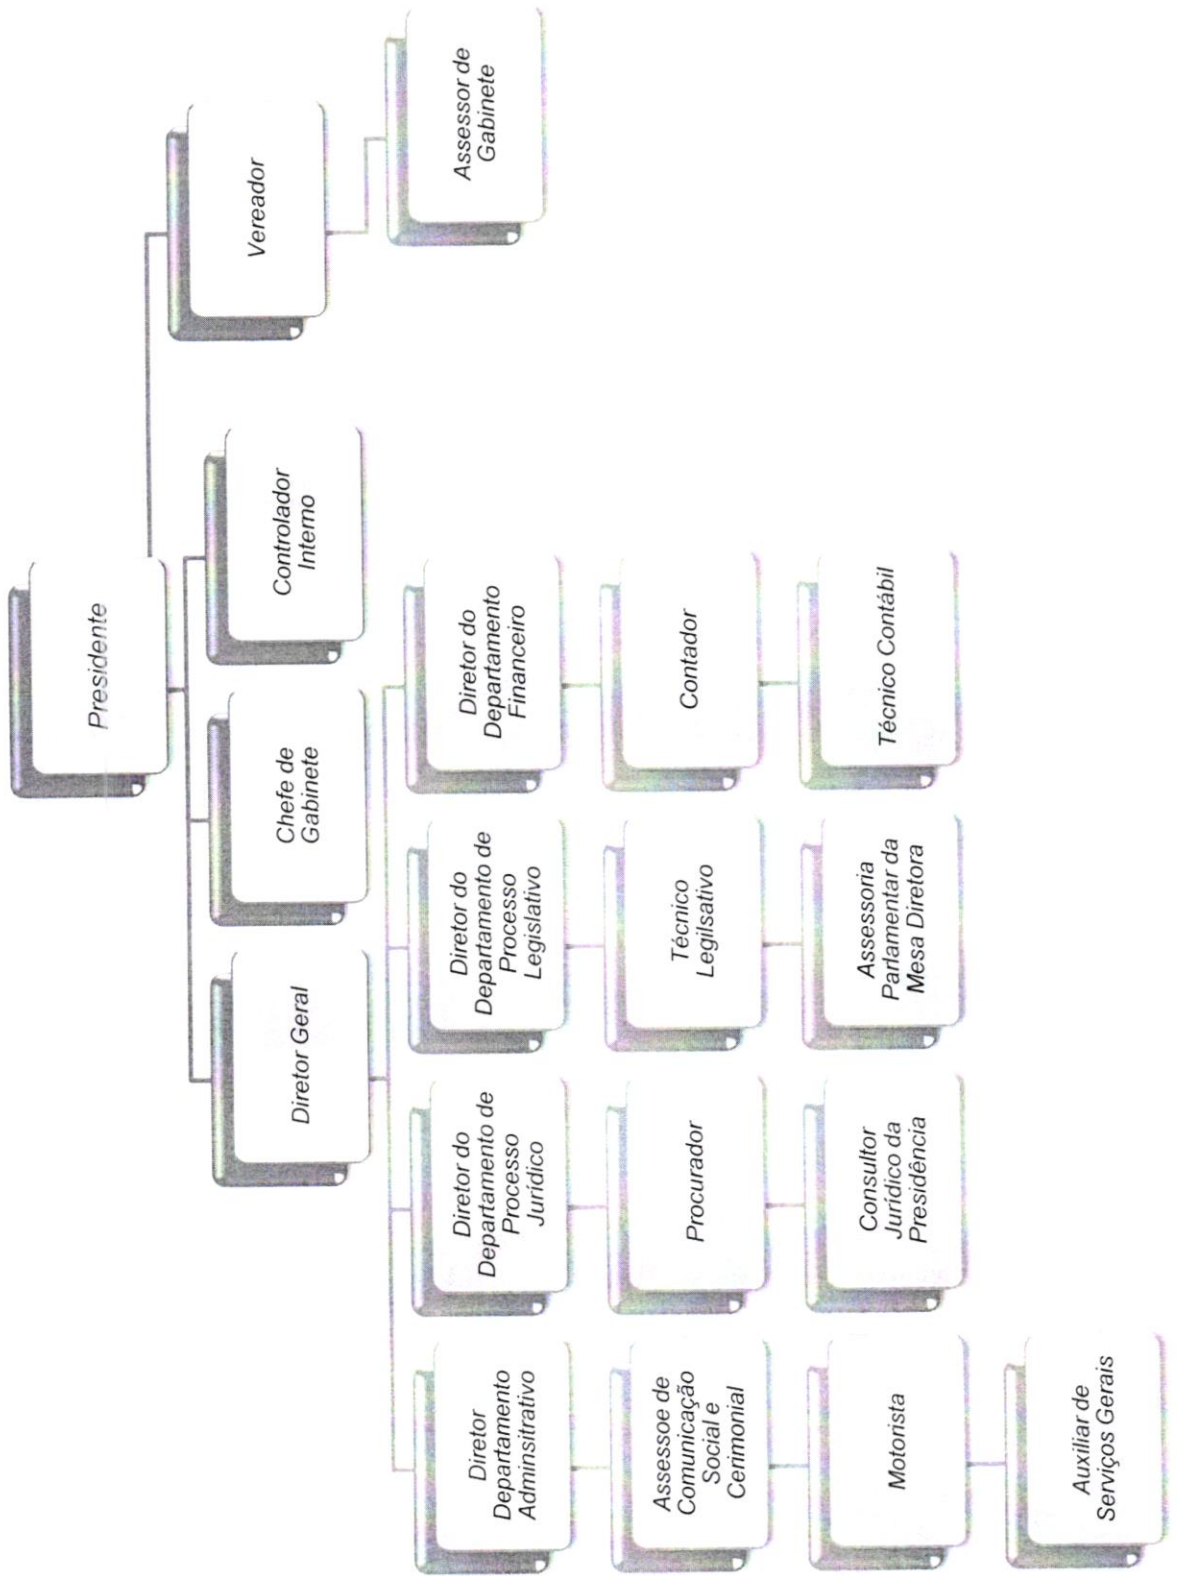 Presidente
Vereador
Assessor de
Gabinete
Controlador
Interno
Chefe de
Gabinete
Diretor Geral
Diretor do
Departamento
Financeiro
Contador
Técnico Contábil
Diretor do
Departamento de
Processo
Legislativo
Técnico
Legilsativo
Assessoria
Parlamentar da
Mesa Diretora
Diretor do
Departamento de
Processo
Jurídico
Procurador
Consultor
Jurídico da
Presidência
Diretor
Departamento
Adminsitrativo
Assessoe de
Comunicação
Social e
Cerimonial
Motorista
Auxiliar de
Serviços Gerais